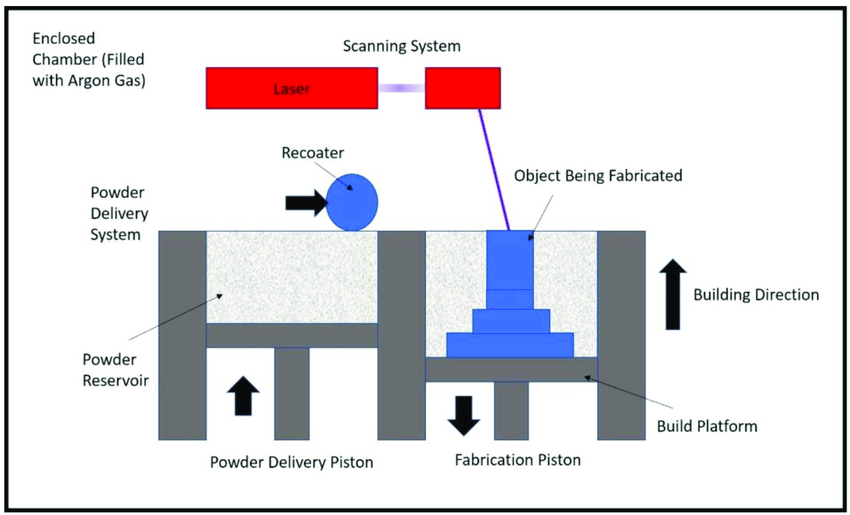 Enclosed
Chamber (Filled
with Argon Gas)
Scanning System
Laser
Recoater
Object Being Fabricated
Powder
Delivery
System
Building Direction
Powder
Reservoir
Build Platform
Powder Delivery Piston
Fabrication Piston